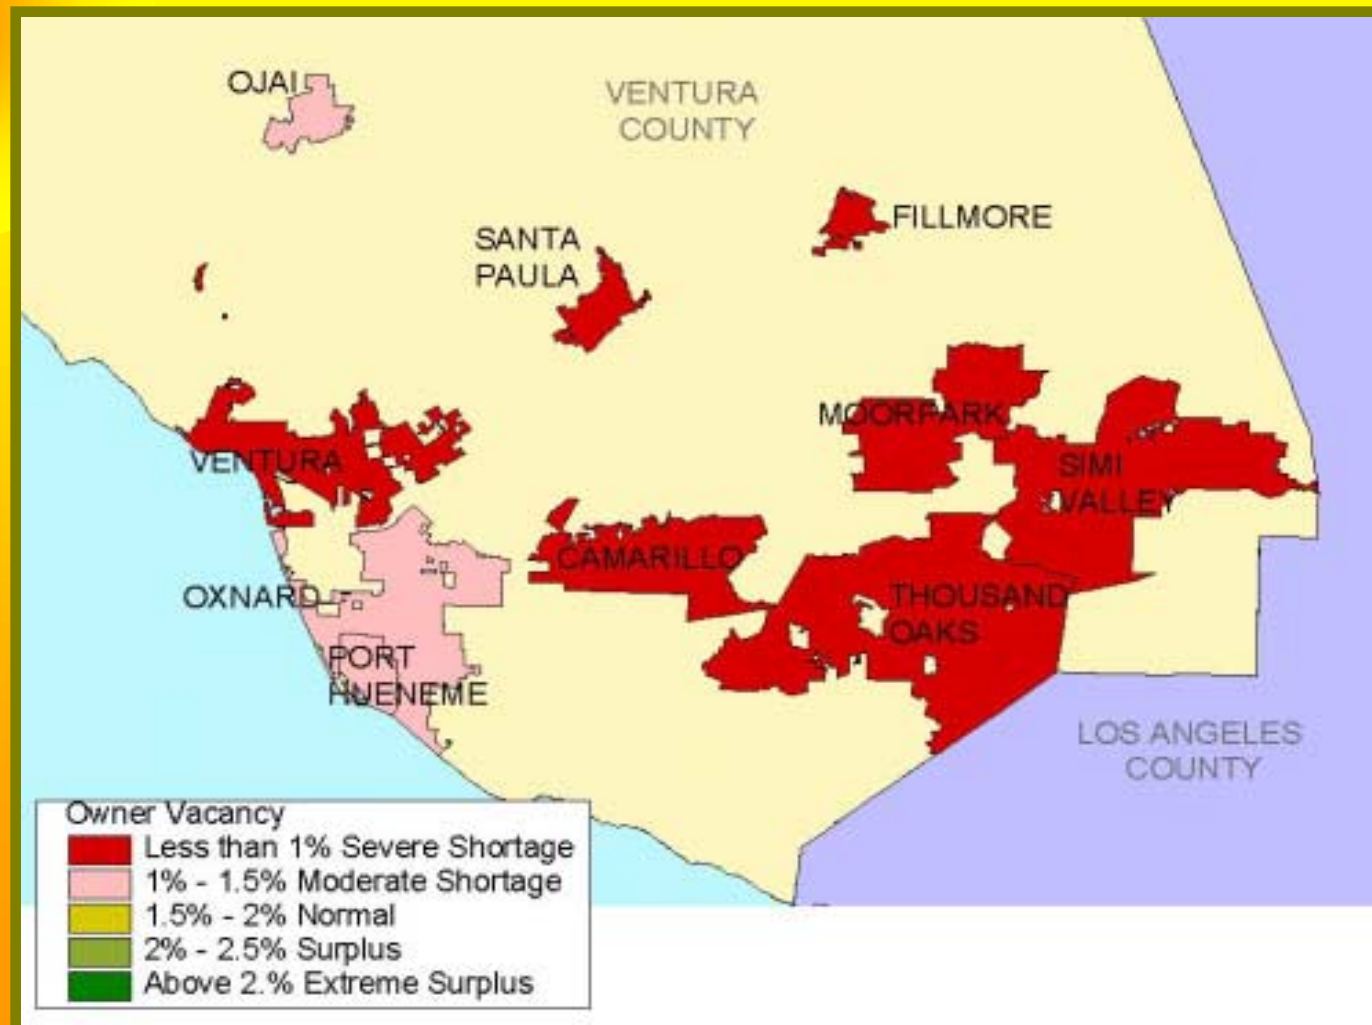 OJAI
VENTURA
COUNTY
FILLMORE
SANTA
PAULA
MOORPARK
VENTURA
SIMI
VALLEY
CAMARILLO
OXNARD
THOUSAND
OAKS
PORT
HUENEME
LOS ANGELES
COUNTY
Owner Vacancy
Less than 1% Severe Shortage
1% - 1.5% Moderate Shortage
1.5% - 2% Normal
2% - 2.5% Surplus
Above 2.% Extreme Surplus